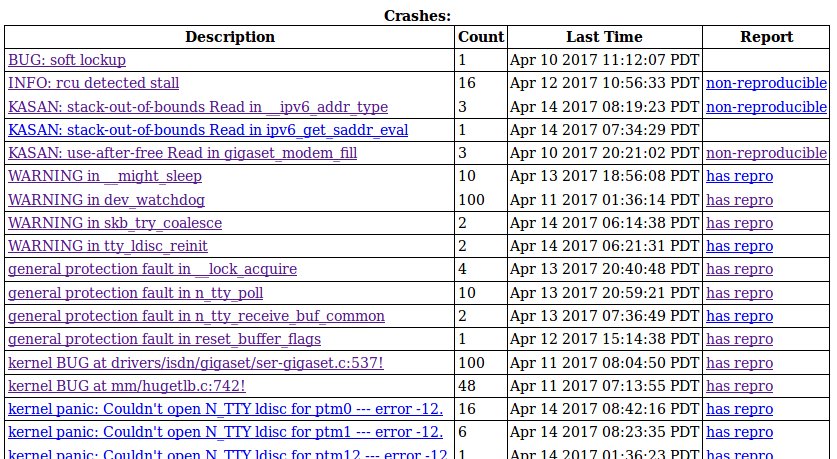 Crashes:
Description Count Last Time Report
BUG: soft lockup 1 Apr 10 2017 11:12:07 PDT
INFO: rcu detected stall 16 Apr 12 2017 10:56:33 PDT non-reproducible
KASAN: stack-out-of-bounds Read in __ipv6_addr_type 3 Apr 14 2017 08:19:23 PDT non-reproducible
KASAN: stack-out-of-bounds Read in ipv6_get_saddr_eval 1 Apr 14 2017 07:34:29 PDT
KASAN: use-after-free Read in gigaset_modem_fill 3 Apr 10 2017 20:21:02 PDT non-reproducible
WARNING in __might_sleep 10 Apr 13 2017 18:56:08 PDT has repro
WARNING in dev_watchdog 100 Apr 11 2017 01:36:14 PDT has repro
WARNING in skb_try_coalesce 2 Apr 14 2017 06:14:38 PDT has repro
WARNING in tty_ldisc_reinit 2 Apr 14 2017 06:21:31 PDT has repro
general protection fault in __lock_acquire 4 Apr 13 2017 20:40:48 PDT has repro
general protection fault in n_tty_poll 10 Apr 13 2017 20:59:21 PDT has repro
general protection fault in n_tty_receive_buf_common 2 Apr 13 2017 07:36:49 PDT has repro
general protection fault in reset_buffer_flags 1 Apr 12 2017 15:14:38 PDT has repro
kernel BUG at drivers/isdn/gigaset/ser-gigaset.c:537! 100 Apr 11 2017 08:04:50 PDT has repro
kernel BUG at mm/hugetlb.c:742! 48 Apr 11 2017 07:13:55 PDT has repro
kernel panic: Couldn't open N_TTY ldisc for ptm0 --- error -12. 16 Apr 14 2017 08:42:16 PDT has repro
kernel panic: Couldn't open N_TTY ldisc for ptm1 --- error -12. 6 Apr 14 2017 08:23:35 PDT has repro
kernel panic: Couldn't open N_TTY ldisc for ptm12 --- error -12. 1 Apr 14 2017 01:36:23 PDT has repro